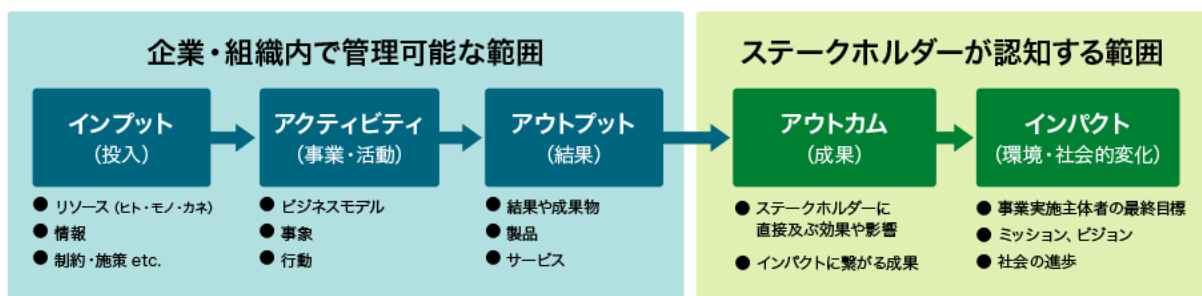 企業・組織内で管理可能な範囲
インプット
(投入)
アクティビティ
(事業・活動)
アウトプット
(結果)
● リソース (ヒト・モノ・カネ)
● 情報
● 制約・施策 etc.
● ビジネスモデル
● 事象
● 行動
● 結果や成果物
● 製品
● サービス
ステークホルダーが認知する範囲
アウトカム
(成果)
インパクト
(環境・社会的変化)
● ステークホルダーに
直接及ぶ効果や影響
● インパクトに繋がる成果
● 事業実施主体者の最終目標
● ミッション、ビジョン
● 社会の進歩